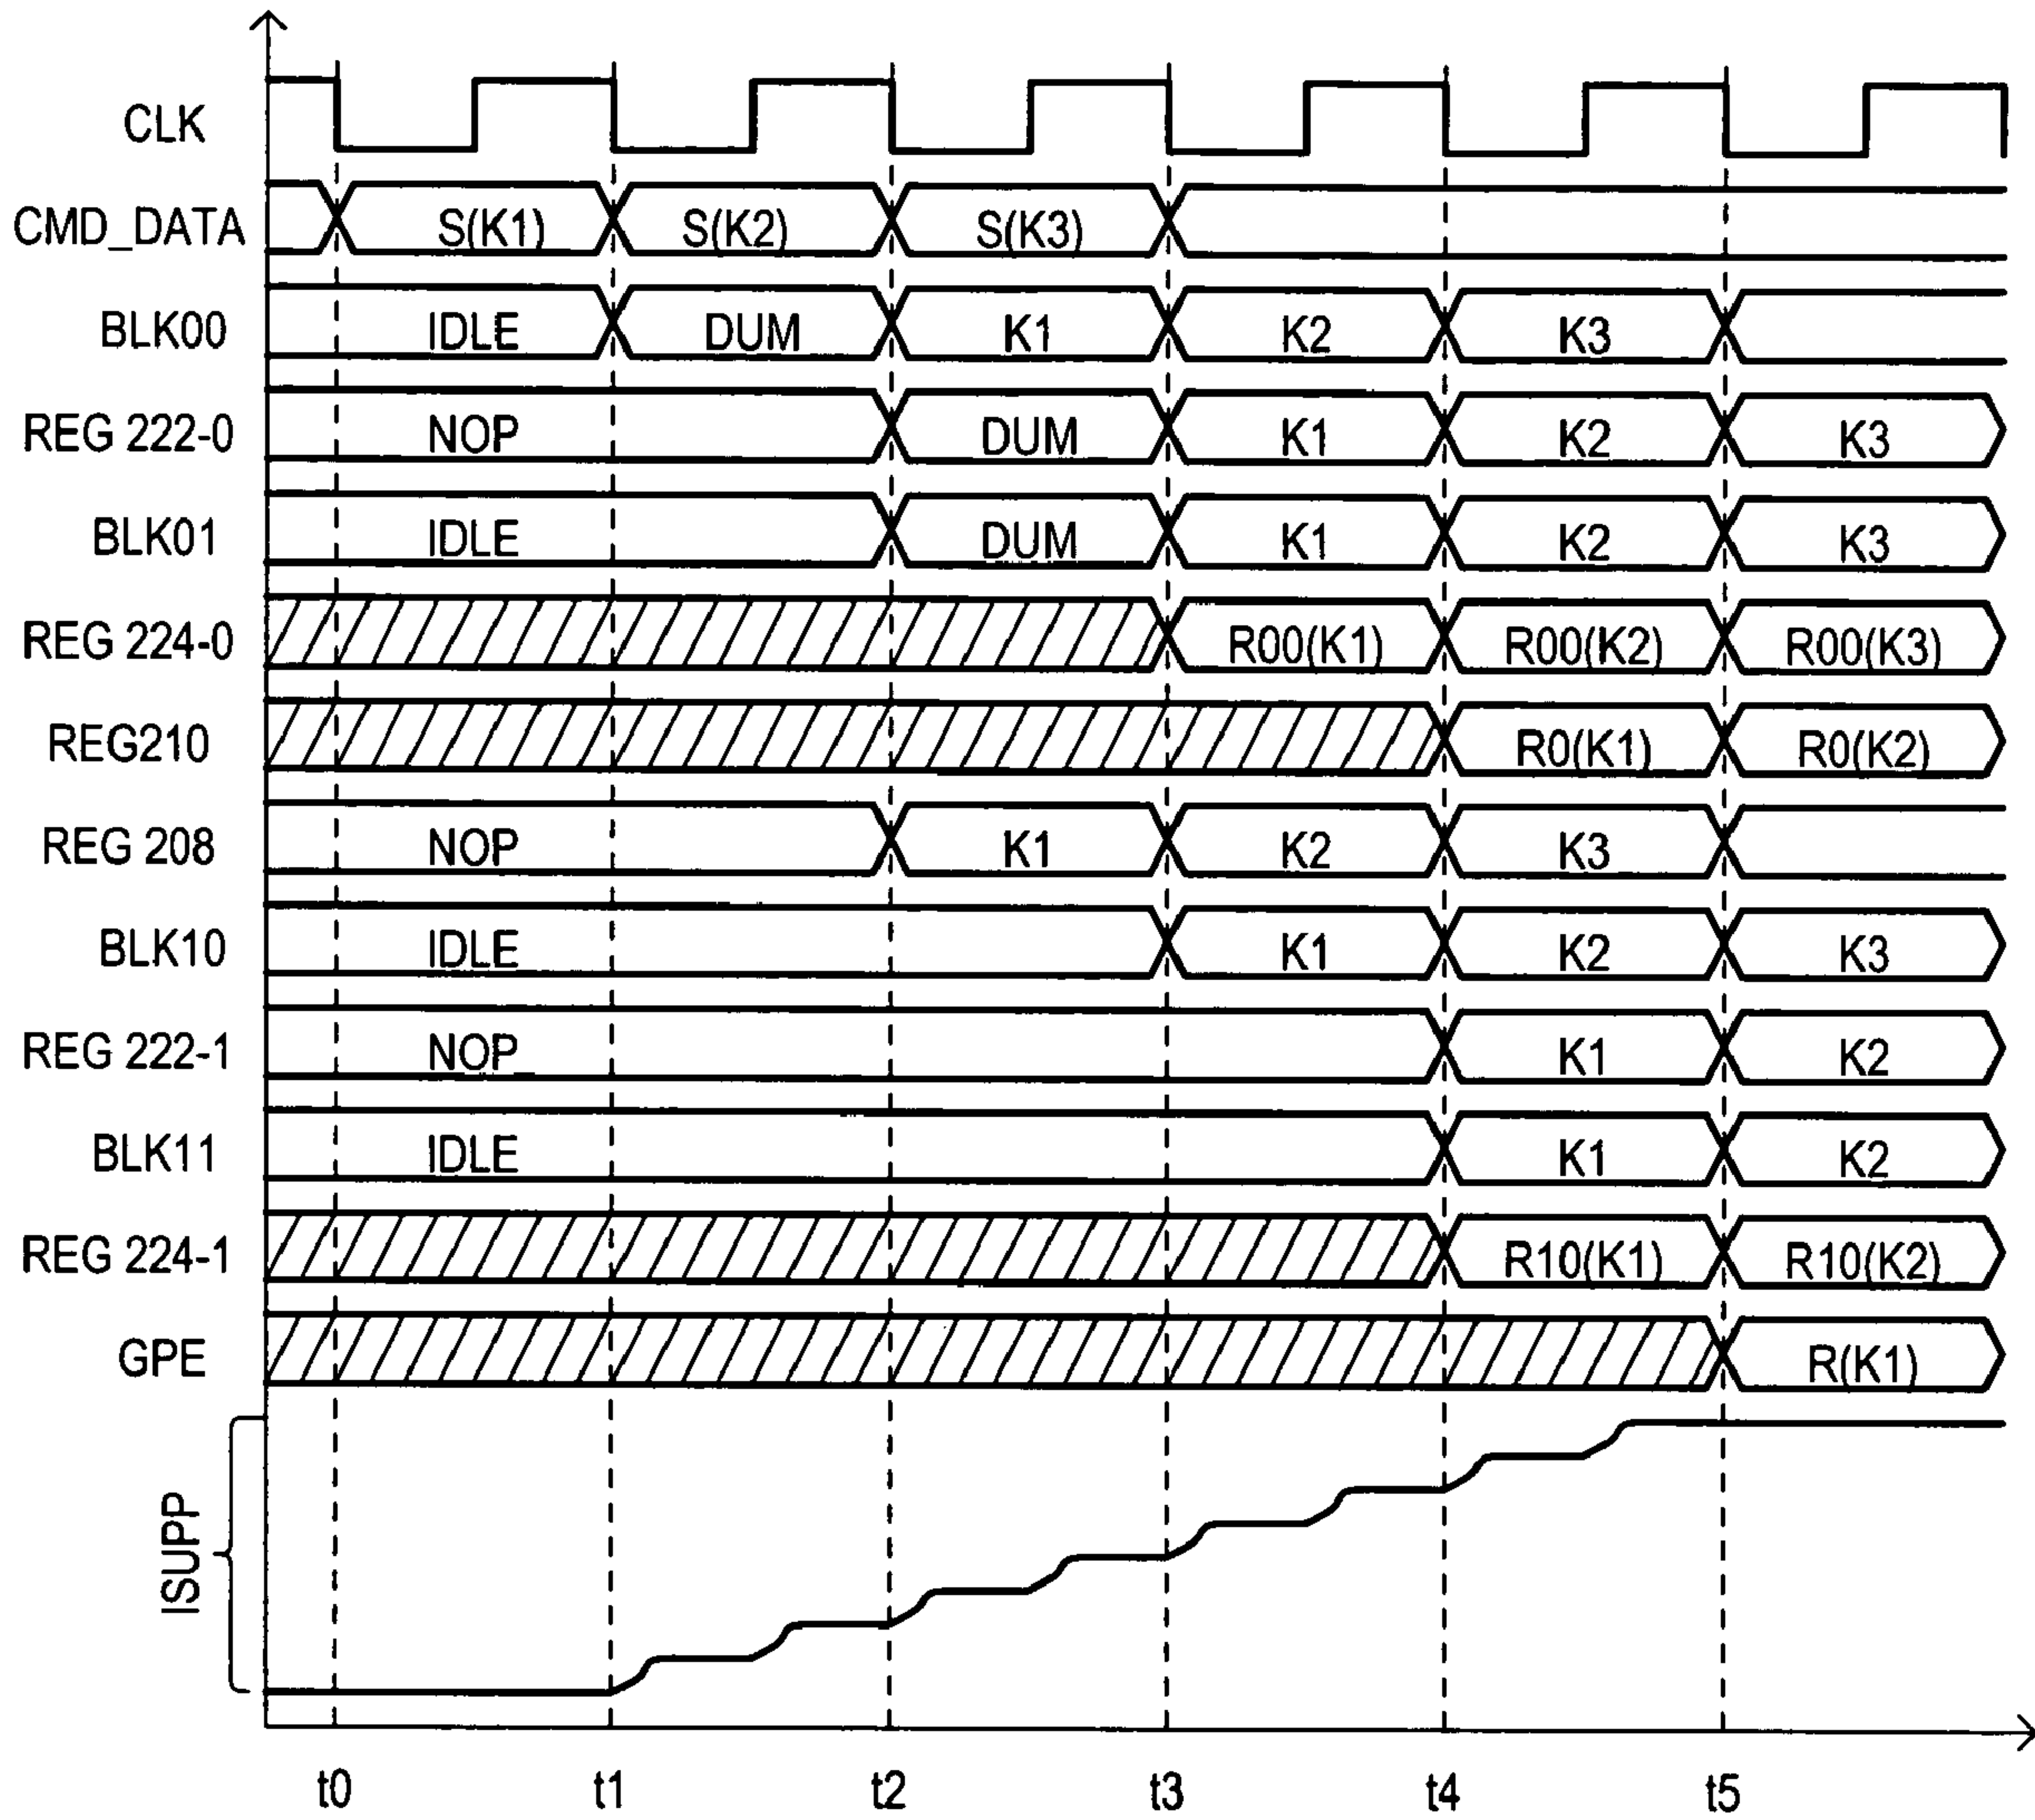 CLK
CMD_DATA S(K1) S(K2) S(K3)
BLK00 IDLE DUM K1 K2 K3
REG 222-0 NOP DUM K1 K2 K3
BLK01 IDLE DUM K1 K2 K3
REG 224-0 R00(K1) R00(K2) R00(K3)
REG210 R0(K1) R0(K2)
REG 208 NOP K1 K2 K3
BLK10 IDLE K1 K2 K3
REG 222-1 NOP K1 K2
BLK11 IDLE K1 K2
REG 224-1 R10(K1) R10(K2)
GPE R(K1)
ISUPP
t0 t1 t2 t3 t4 t5